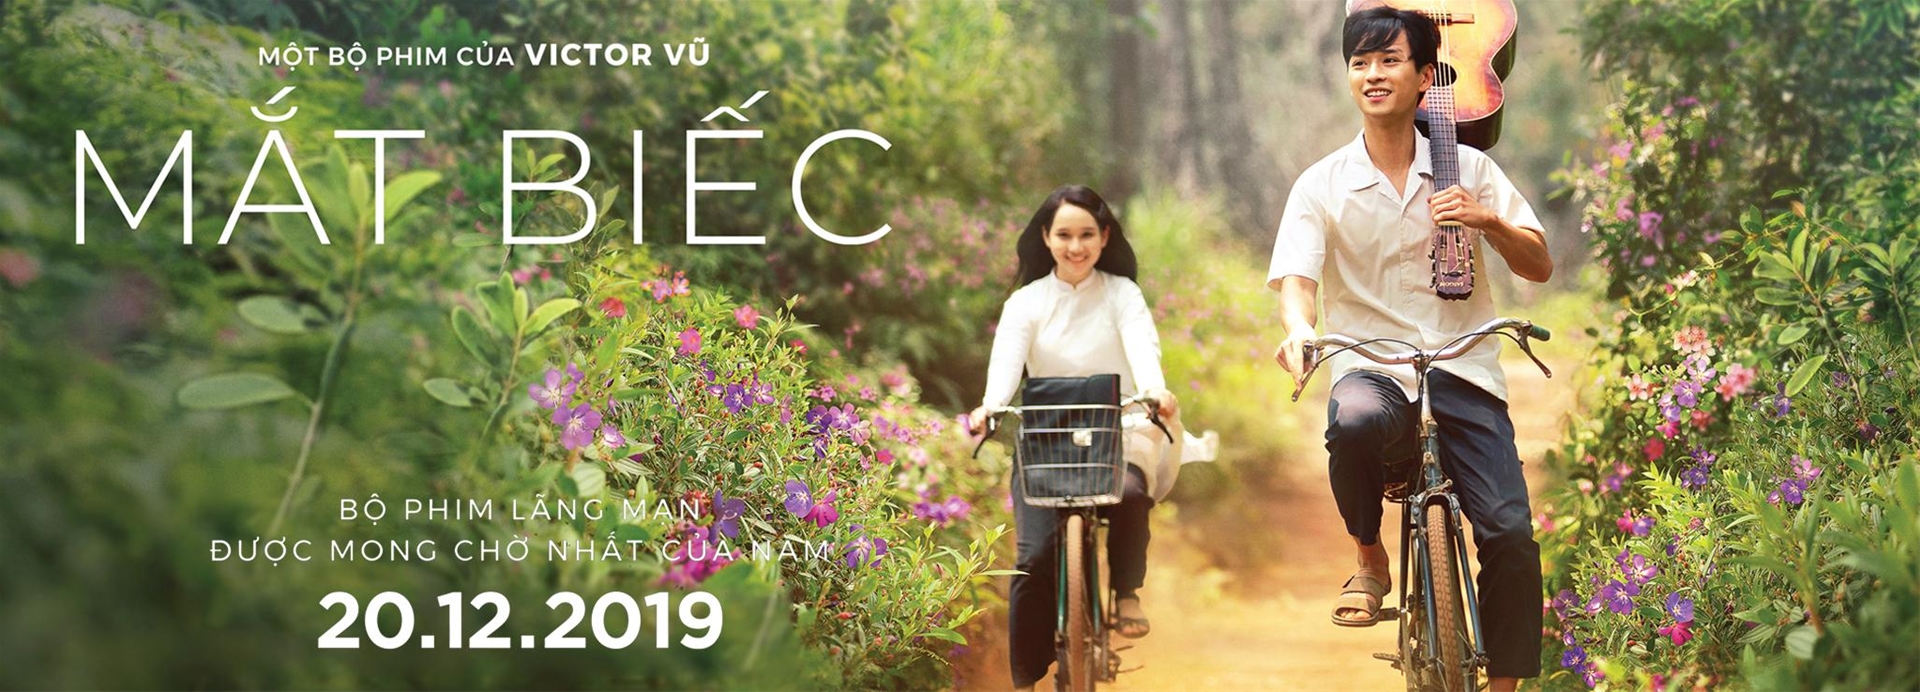 MỘT BỘ PHIM CỦA VICTOR VŨ
MẮT BIẾC
BỘ PHIM LÃNG MẠN
ĐƯỢC MONG CHỜ NHẤT CỦA NĂM
20.12.2019